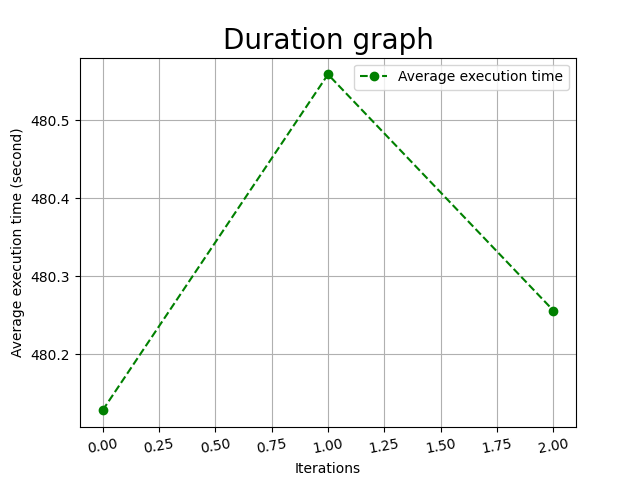 Duration graph
Average execution time
Average execution time (second)
480.5
480.4
480.3
480.2
0.00 0.25 0.50 0.75 1.00 1.25 1.50 1.75 2.00
Iterations